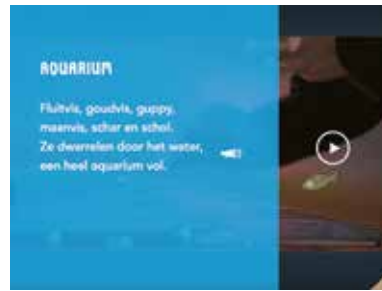 AQUARIUM
Fluitvis, goudvis, guppy,
maanvis, schar en schol.
Ze dwarrelen door het water,
een heel aquarium vol.